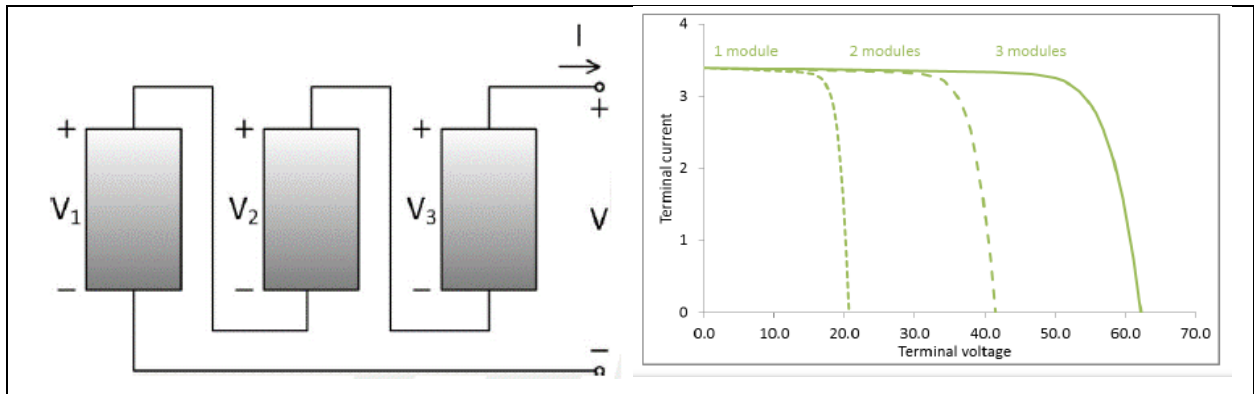 I
+
+
+
+
V₁
V₂
V₃
V
−
−
−
−
4
1 module
2 modules
3 modules
3
Terminal current
2
1
0
0.0
10.0
20.0
30.0
40.0
50.0
60.0
70.0
Terminal voltage